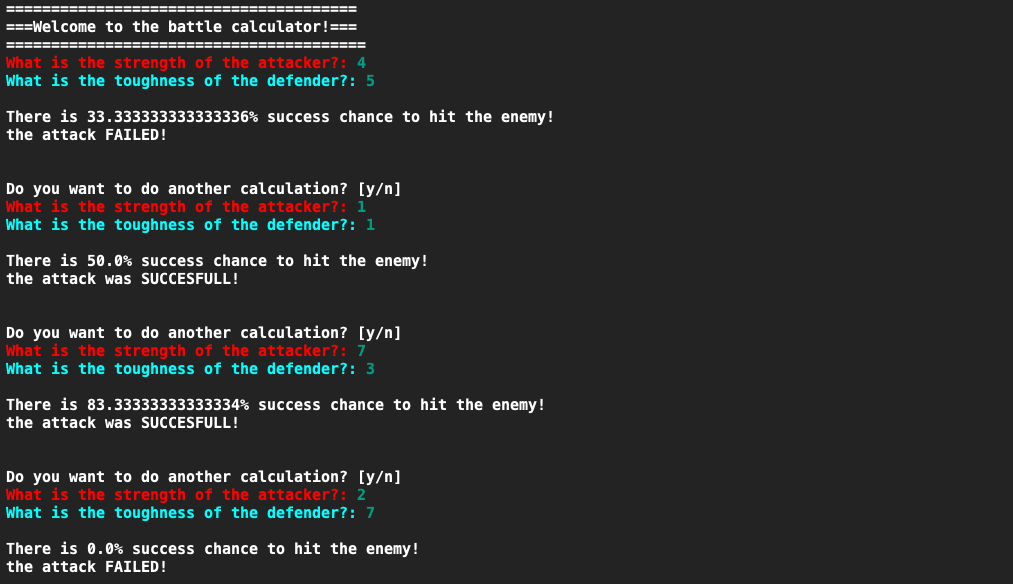 =======================================
===Welcome to the battle calculator!===
========================================
What is the strength of the attacker?: 4
What is the toughness of the defender?: 5
There is 33.333333333333336% success chance to hit the enemy!
the attack FAILED!
Do you want to do another calculation? [y/n]
What is the strength of the attacker?: 1
What is the toughness of the defender?: 1
There is 50.0% success chance to hit the enemy!
the attack was SUCCESFULL!
Do you want to do another calculation? [y/n]
What is the strength of the attacker?: 7
What is the toughness of the defender?: 3
There is 83.33333333333334% success chance to hit the enemy!
the attack was SUCCESFULL!
Do you want to do another calculation? [y/n]
What is the strength of the attacker?: 2
What is the toughness of the defender?: 7
There is 0.0% success chance to hit the enemy!
the attack FAILED!